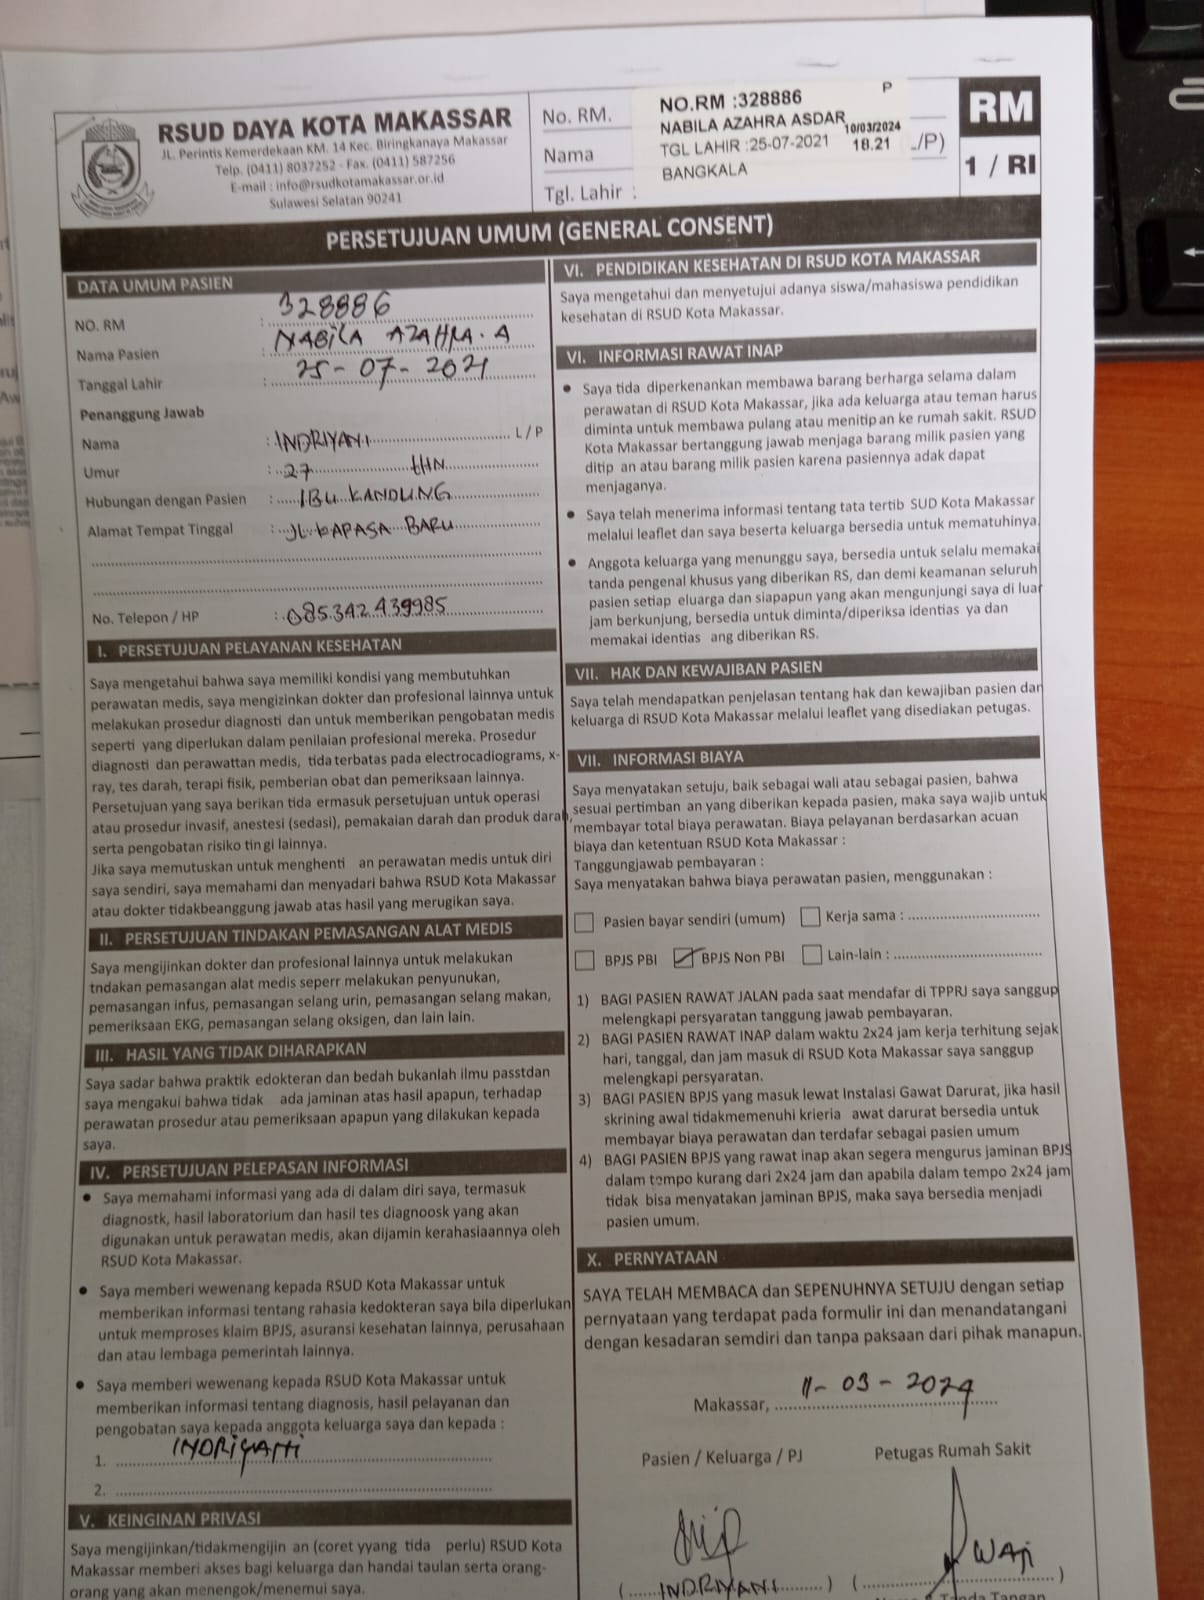 RSUD DAYA KOTA MAKASSAR
JL. Perintis Kemerdekaan KM. 14 Kec. Biringkanaya Makassar
Telp. (0411) 8037252 - Fax. (0411) 587256
E-mail : info@rsudkotamakassar.or.id
Sulawesi Selatan 90241
No. RM.
Nama
Tgl. Lahir :
NO.RM :328886 P
NABILA AZAHRA ASDAR 10/03/2024
TGL LAHIR :25-07-2021 18.21
BANGKALA
/P)
RM
1 / RI
PERSETUJUAN UMUM (GENERAL CONSENT)
DATA UMUM PASIEN
NO. RM : 328886
Nama Pasien : NABILA AZAHRA. A
Tanggal Lahir : 25-07-2021
Penanggung Jawab
Nama : INDRIYANI L / P
Umur : 27 thn
Hubungan dengan Pasien : IBU KANDUNG
Alamat Tempat Tinggal : JL. KAPASA BARU
No. Telepon / HP : 085342439985
I. PERSETUJUAN PELAYANAN KESEHATAN
Saya mengetahui bahwa saya memiliki kondisi yang membutuhkan
perawatan medis, saya mengizinkan dokter dan profesional lainnya untuk
melakukan prosedur diagnosti dan untuk memberikan pengobatan medis
seperti yang diperlukan dalam penilaian profesional mereka. Prosedur
diagnosti dan perawattan medis, tida terbatas pada electrocadiograms, x-
ray, tes darah, terapi fisik, pemberian obat dan pemeriksaan lainnya.
Persetujuan yang saya berikan tida ermasuk persetujuan untuk operasi
atau prosedur invasif, anestesi (sedasi), pemakaian darah dan produk darah,
serta pengobatan risiko tin gi lainnya.
Jika saya memutuskan untuk menghenti an perawatan medis untuk diri
saya sendiri, saya memahami dan menyadari bahwa RSUD Kota Makassar
atau dokter tidakbeanggung jawab atas hasil yang merugikan saya.
II. PERSETUJUAN TINDAKAN PEMASANGAN ALAT MEDIS
Saya mengijinkan dokter dan profesional lainnya untuk melakukan
tndakan pemasangan alat medis seperr melakukan penyunukan,
pemasangan infus, pemasangan selang urin, pemasangan selang makan,
pemeriksaan EKG, pemasangan selang oksigen, dan lain lain.
III. HASIL YANG TIDAK DIHARAPKAN
Saya sadar bahwa praktik edokteran dan bedah bukanlah ilmu passtdan
saya mengakui bahwa tidak ada jaminan atas hasil apapun, terhadap
perawatan prosedur atau pemeriksaan apapun yang dilakukan kepada
saya.
IV. PERSETUJUAN PELEPASAN INFORMASI
• Saya memahami informasi yang ada di dalam diri saya, termasuk
diagnostk, hasil laboratorium dan hasil tes diagnoosk yang akan
digunakan untuk perawatan medis, akan dijamin kerahasiaannya oleh
RSUD Kota Makassar.
• Saya memberi wewenang kepada RSUD Kota Makassar untuk
memberikan informasi tentang rahasia kedokteran saya bila diperlukan
untuk memproses klaim BPJS, asuransi kesehatan lainnya, perusahaan
dan atau lembaga pemerintah lainnya.
• Saya memberi wewenang kepada RSUD Kota Makassar untuk
memberikan informasi tentang diagnosis, hasil pelayanan dan
pengobatan saya kepada anggota keluarga saya dan kepada :
1. INDRIYANI
2.
V. KEINGINAN PRIVASI
Saya mengijinkan/tidakmengijin an (coret yyang tida perlu) RSUD Kota
Makassar memberi akses bagi keluarga dan handai taulan serta orang-
orang yang akan menengok/menemui saya.
VI. PENDIDIKAN KESEHATAN DI RSUD KOTA MAKASSAR
Saya mengetahui dan menyetujui adanya siswa/mahasiswa pendidikan
kesehatan di RSUD Kota Makassar.
VI. INFORMASI RAWAT INAP
• Saya tida diperkenankan membawa barang berharga selama dalam
perawatan di RSUD Kota Makassar, jika ada keluarga atau teman harus
diminta untuk membawa pulang atau menitip an ke rumah sakit. RSUD
Kota Makassar bertanggung jawab menjaga barang milik pasien yang
ditip an atau barang milik pasien karena pasiennya adak dapat
menjaganya.
• Saya telah menerima informasi tentang tata tertib SUD Kota Makassar
melalui leaflet dan saya beserta keluarga bersedia untuk mematuhinya.
• Anggota keluarga yang menunggu saya, bersedia untuk selalu memakai
tanda pengenal khusus yang diberikan RS, dan demi keamanan seluruh
pasien setiap eluarga dan siapapun yang akan mengunjungi saya di luar
jam berkunjung, bersedia untuk diminta/diperiksa identias ya dan
memakai identias ang diberikan RS.
VII. HAK DAN KEWAJIBAN PASIEN
Saya telah mendapatkan penjelasan tentang hak dan kewajiban pasien dan
keluarga di RSUD Kota Makassar melalui leaflet yang disediakan petugas.
VII. INFORMASI BIAYA
Saya menyatakan setuju, baik sebagai wali atau sebagai pasien, bahwa
sesuai pertimban an yang diberikan kepada pasien, maka saya wajib untuk
membayar total biaya perawatan. Biaya pelayanan berdasarkan acuan
biaya dan ketentuan RSUD Kota Makassar :
Tanggungjawab pembayaran :
Saya menyatakan bahwa biaya perawatan pasien, menggunakan :
Pasien bayar sendiri (umum) Kerja sama :
BPJS PBI BPJS Non PBI Lain-lain :
1) BAGI PASIEN RAWAT JALAN pada saat mendafar di TPPRJ saya sanggup
melengkapi persyaratan tanggung jawab pembayaran.
2) BAGI PASIEN RAWAT INAP dalam waktu 2x24 jam kerja terhitung sejak
hari, tanggal, dan jam masuk di RSUD Kota Makassar saya sanggup
melengkapi persyaratan.
3) BAGI PASIEN BPJS yang masuk lewat Instalasi Gawat Darurat, jika hasil
skrining awal tidakmemenuhi krieria awat darurat bersedia untuk
membayar biaya perawatan dan terdafar sebagai pasien umum
4) BAGI PASIEN BPJS yang rawat inap akan segera mengurus jaminan BPJS
dalam tempo kurang dari 2x24 jam dan apabila dalam tempo 2x24 jam
tidak bisa menyatakan jaminan BPJS, maka saya bersedia menjadi
pasien umum.
X. PERNYATAAN
SAYA TELAH MEMBACA dan SEPENUHNYA SETUJU dengan setiap
pernyataan yang terdapat pada formulir ini dan menandatangani
dengan kesadaran semdiri dan tanpa paksaan dari pihak manapun.
Makassar, 11-03-2024
Pasien / Keluarga / PJ Petugas Rumah Sakit
( INDRIYANI ) ( )